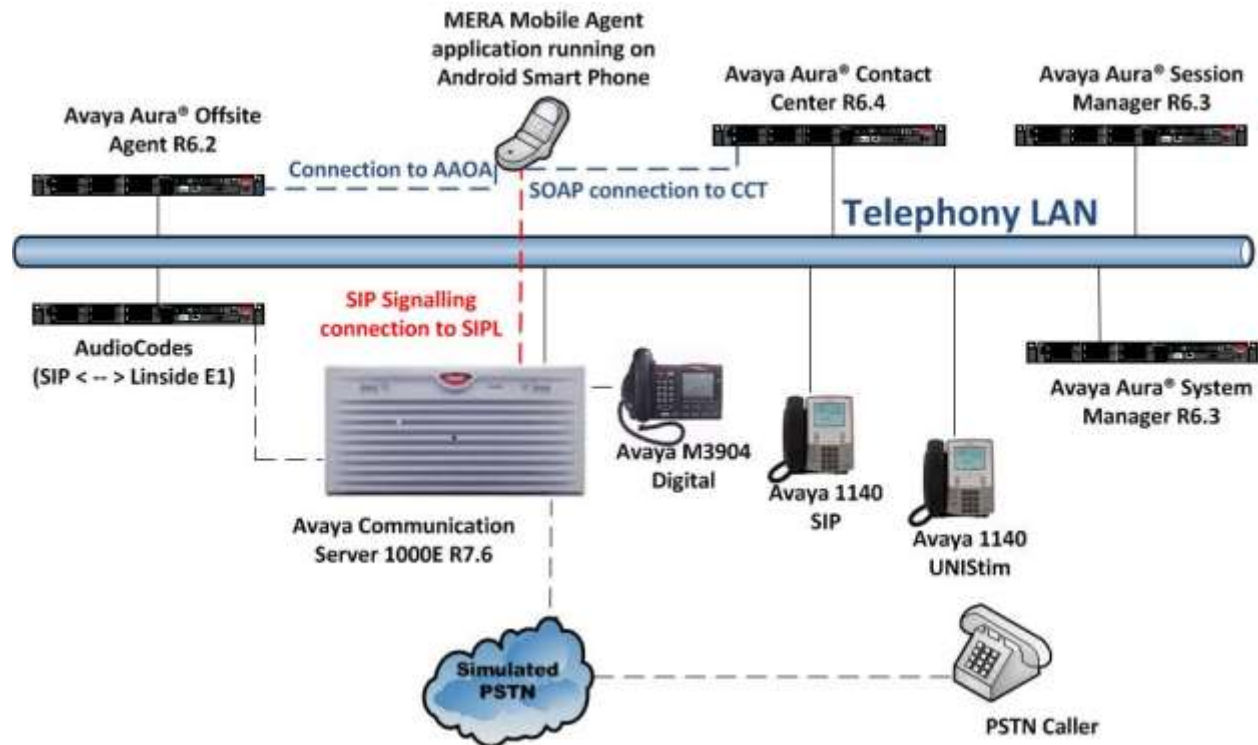 MERA Mobile Agent
application running on
Android Smart Phone
Avaya Aura® Contact
Center R6.4
Avaya Aura® Session
Manager R6.3
Avaya Aura® Offsite
Agent R6.2
Connection to AAOA
SOAP connection to CCT
Telephony LAN
SIP Signalling
connection to SIPL
AudioCodes
(SIP < -- > Linside E1)
Avaya Aura® System
Manager R6.3
Avaya M3904
Digital
Avaya 1140
SIP
Avaya 1140
UNIStim
Avaya Communication
Server 1000E R7.6
Simulated
PSTN
PSTN Caller